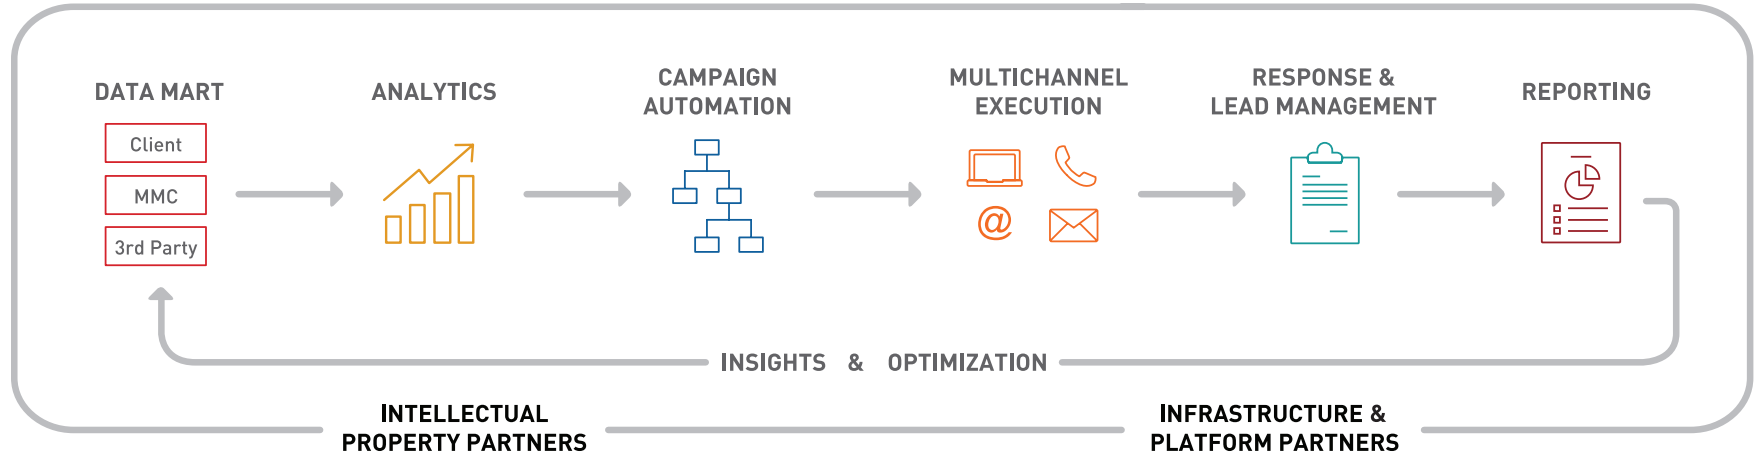 DATA MART
Client
MMC
3rd Party
ANALYTICS
CAMPAIGN
AUTOMATION
MULTICHANNEL
EXECUTION
@
RESPONSE &
LEAD MANAGEMENT
REPORTING
INSIGHTS & OPTIMIZATION
INTELLECTUAL
PROPERTY PARTNERS
INFRASTRUCTURE &
PLATFORM PARTNERS